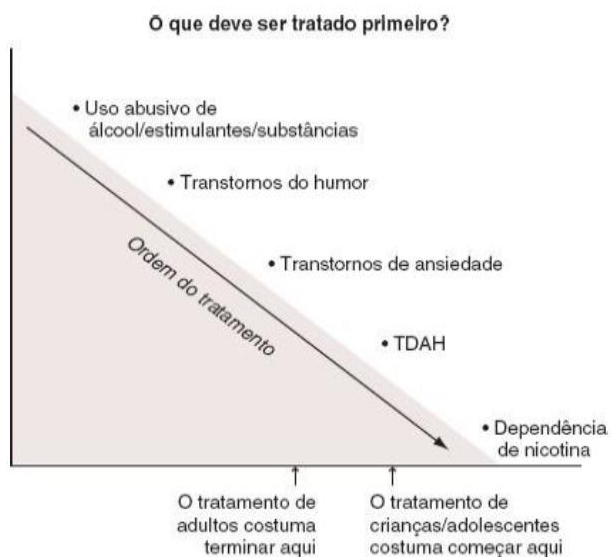 O que deve ser tratado primeiro?
• Uso abusivo de
álcool/estimulantes/substâncias
• Transtornos do humor
Ordem do tratamento
• Transtornos de ansiedade
• TDAH
• Dependência
de nicotina
O tratamento de
adultos costuma
terminar aqui
O tratamento de
crianças/adolescentes
costuma começar aqui